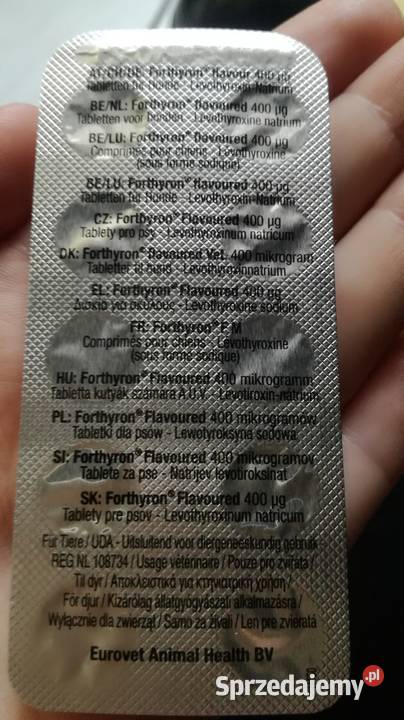 AT/CH/DE: Forthyron® flavour 400 µg
Tabletten für Hunde - Levothyroxin-Natrium
BE/NL: Forthyron® flavoured 400 µg
Tabletten voor honden - Levothyroxine natrium
BE/LU: Forthyron® flavoured 400 µg
Comprimés pour chiens - Lévothyroxine
(sous forme sodique)
BE/LU: Forthyron® flavoured 400 µg
Tabletten für Hunde - Levothyroxin-Natrium
CZ: Forthyron® Flavoured 400 µg
Tablety pro psy - Levothyroxinum natricum
DK: Forthyron® flavoured Vet. 400 mikrogram
Tabletter til hund - Levothyroxinnatrium
EL: Forthyron® Flavoured 400 µg
Δισκία για σκύλους - Levothyroxine sodium
FR: Forthyron® F M
Comprimés pour chiens - Lévothyroxine
(sous forme sodique)
HU: Forthyron® Flavoured 400 mikrogramm
Tabletta kutyák számára A.U.V. - Levotiroxin-nátrium
PL: Forthyron® Flavoured 400 mikrogramów
Tabletki dla psów - Lewotyroksyna sodowa
SI: Forthyron® Flavoured 400 mikrogramov
Tablete za pse - Natrijev levotiroksinat
SK: Forthyron® Flavoured 400 µg
Tablety pre psov - Levothyroxinum natricum
Für Tiere / UDA - Uitsluitend voor diergeneeskundig gebruik -
REG NL 108734 / Usage vétérinaire / Pouze pro zvířata /
Til dyr / Αποκλειστικά για κτηνιατρική χρήση /
För djur / Kizárólag állatgyógyászati alkalmazásra /
Wyłącznie dla zwierząt / Samo za živali / Len pre zvieratá
Eurovet Animal Health BV
Sprzedajemy.pl